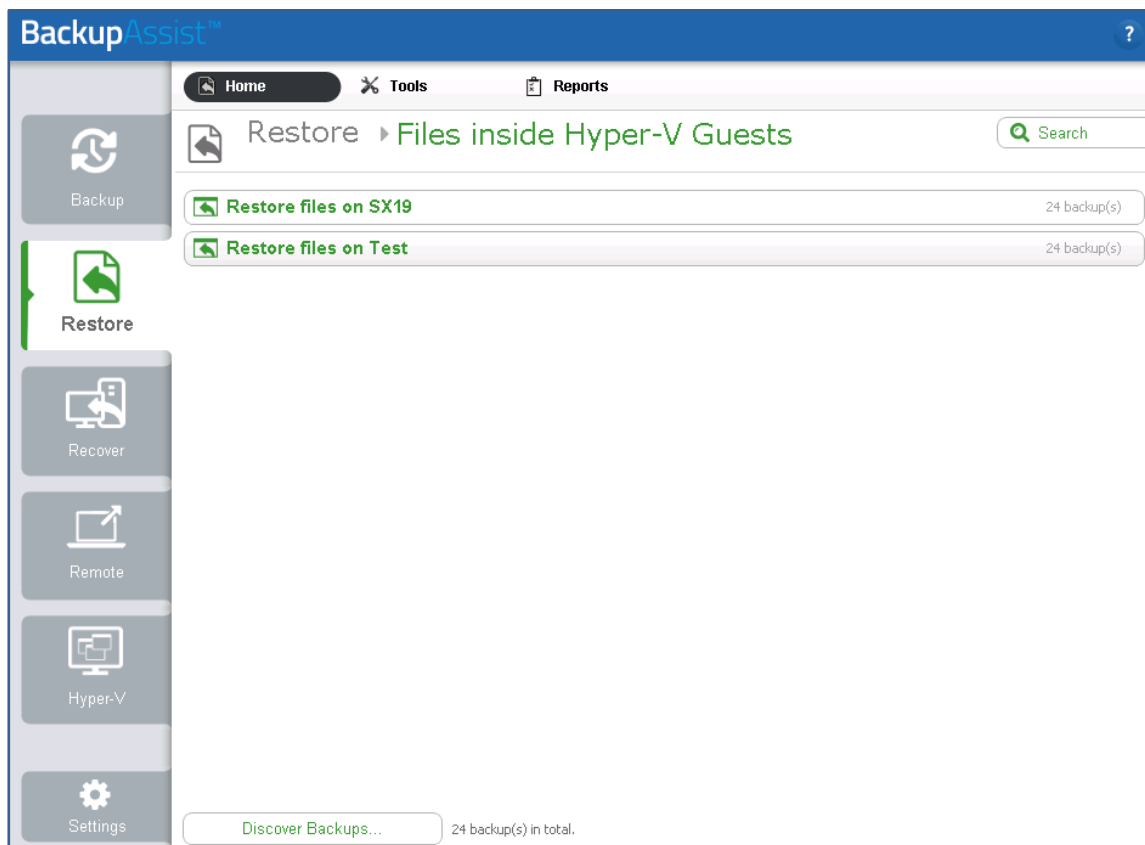 BackupAssist™ ?
Home Tools Reports
Restore Files inside Hyper-V Guests Search
Backup
Restore files on SX19 24 backup(s)
Restore files on Test 24 backup(s)
Restore
Recover
Remote
Hyper-V
Settings
Discover Backups... 24 backup(s) in total.